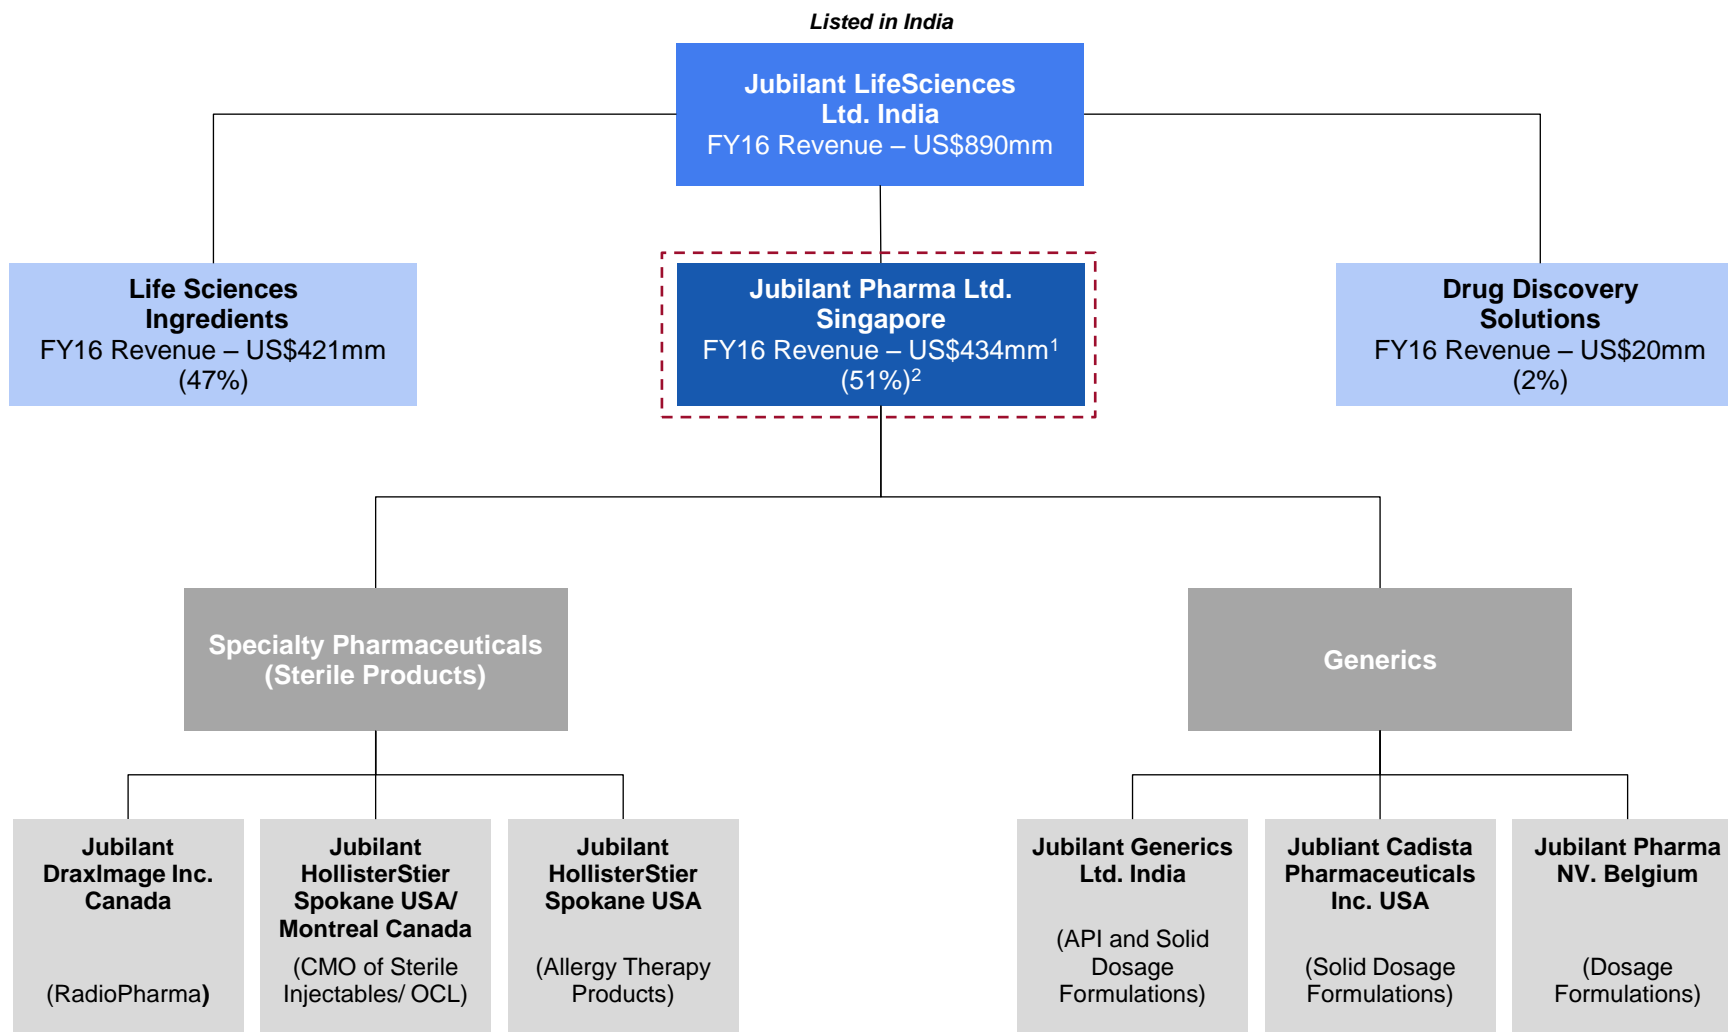 Listed in India
Jubilant LifeSciences
Ltd. India
FY16 Revenue – US$890mm
Life Sciences
Ingredients
FY16 Revenue – US$421mm
(47%)
Jubilant Pharma Ltd.
Singapore
FY16 Revenue – US$434mm¹
(51%)²
Drug Discovery
Solutions
FY16 Revenue – US$20mm
(2%)
Specialty Pharmaceuticals
(Sterile Products)
Generics
Jubilant
DraxImage Inc.
Canada
(RadioPharma)
Jubilant
HollisterStier
Spokane USA/
Montreal Canada
(CMO of Sterile
Injectables/ OCL)
Jubilant
HollisterStier
Spokane USA
(Allergy Therapy
Products)
Jubilant Generics
Ltd. India
(API and Solid
Dosage
Formulations)
Jubliant Cadista
Pharmaceuticals
Inc. USA
(Solid Dosage
Formulations)
Jubilant Pharma
NV. Belgium
(Dosage
Formulations)